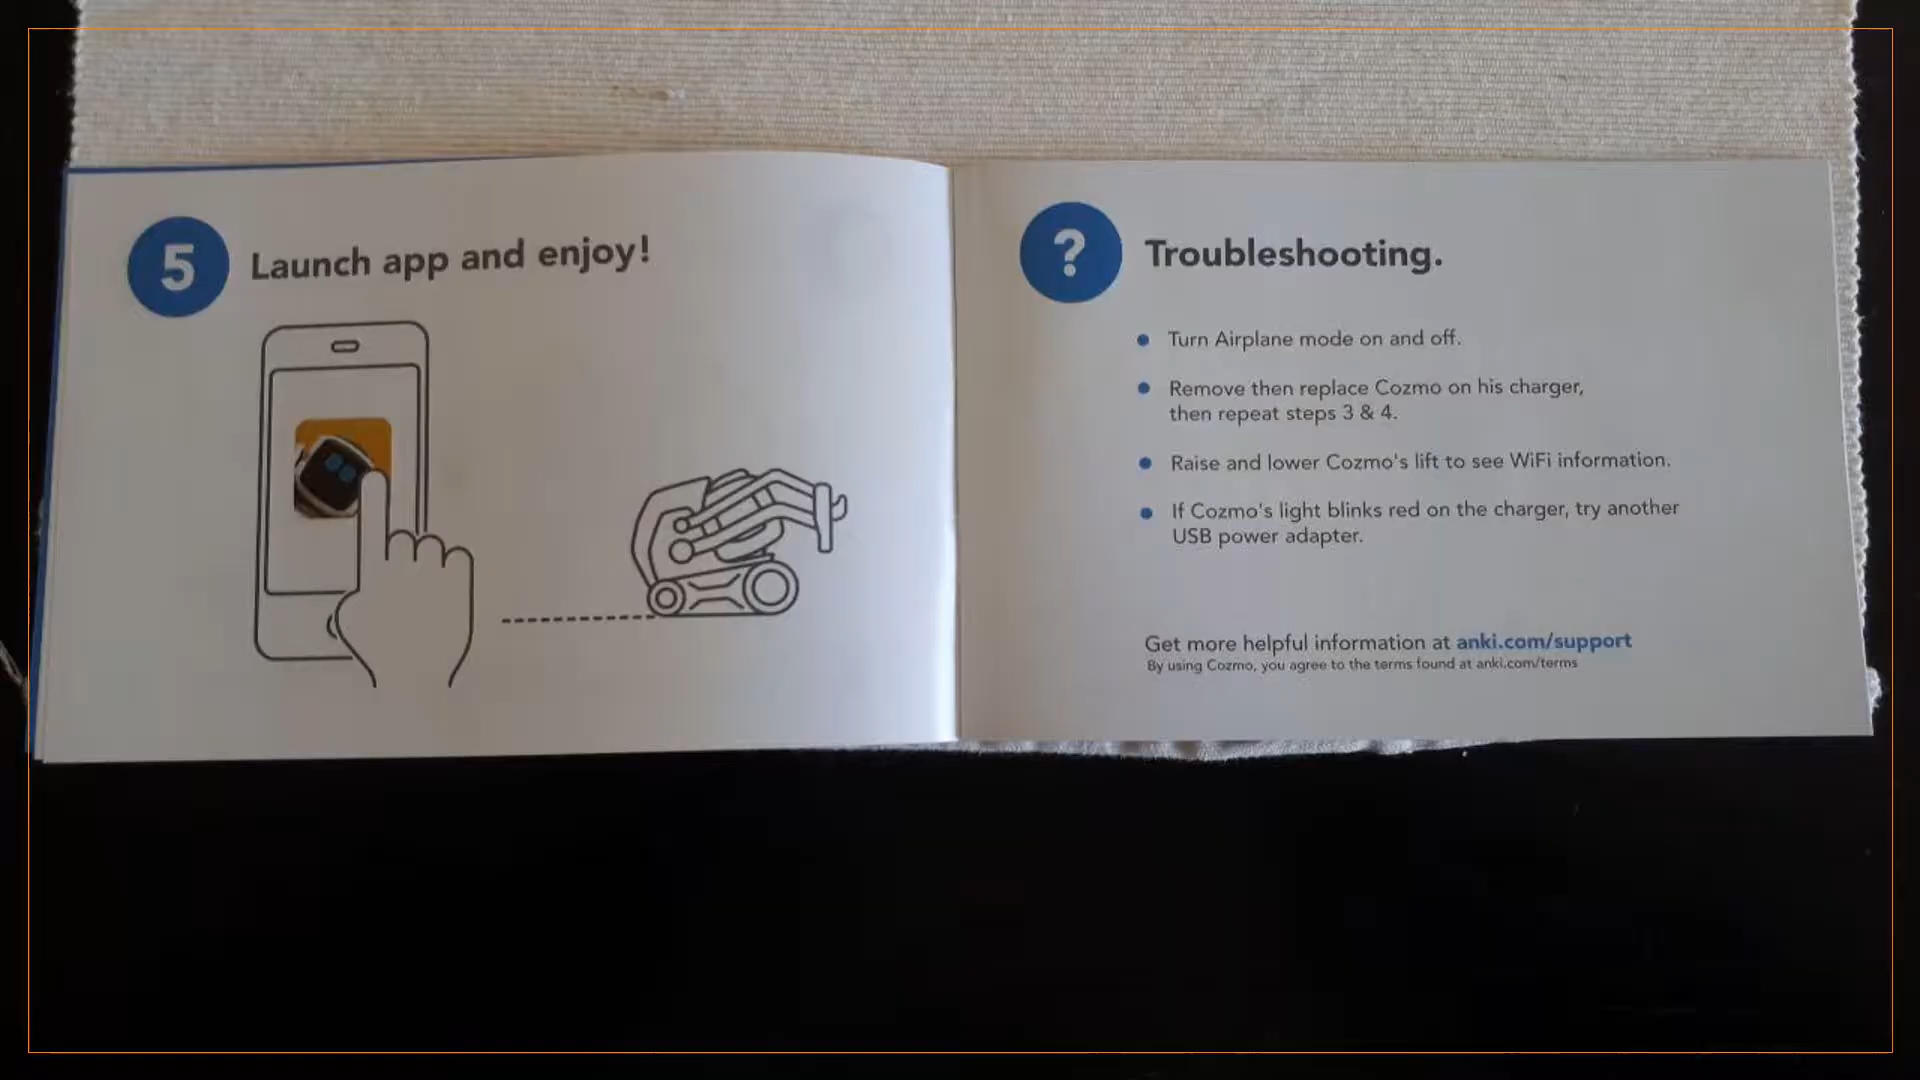 5
Launch app and enjoy!
?
Troubleshooting.
• Turn Airplane mode on and off.
• Remove then replace Cozmo on his charger,
then repeat steps 3 & 4.
• Raise and lower Cozmo's lift to see WiFi information.
• If Cozmo's light blinks red on the charger, try another
USB power adapter.
Get more helpful information at anki.com/support
By using Cozmo, you agree to the terms found at anki.com/terms